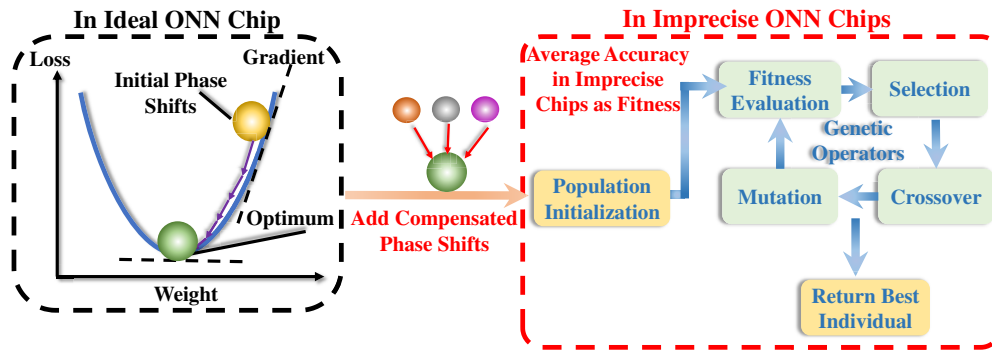 In Ideal ONN Chip
Loss
Gradient
Initial Phase
Shifts
Optimum
Weight
Add Compensated
Phase Shifts
In Imprecise ONN Chips
Average Accuracy
in Imprecise
Chips as Fitness
Fitness
Evaluation
Selection
Genetic
Operators
Population
Initialization
Mutation
Crossover
Return Best
Individual